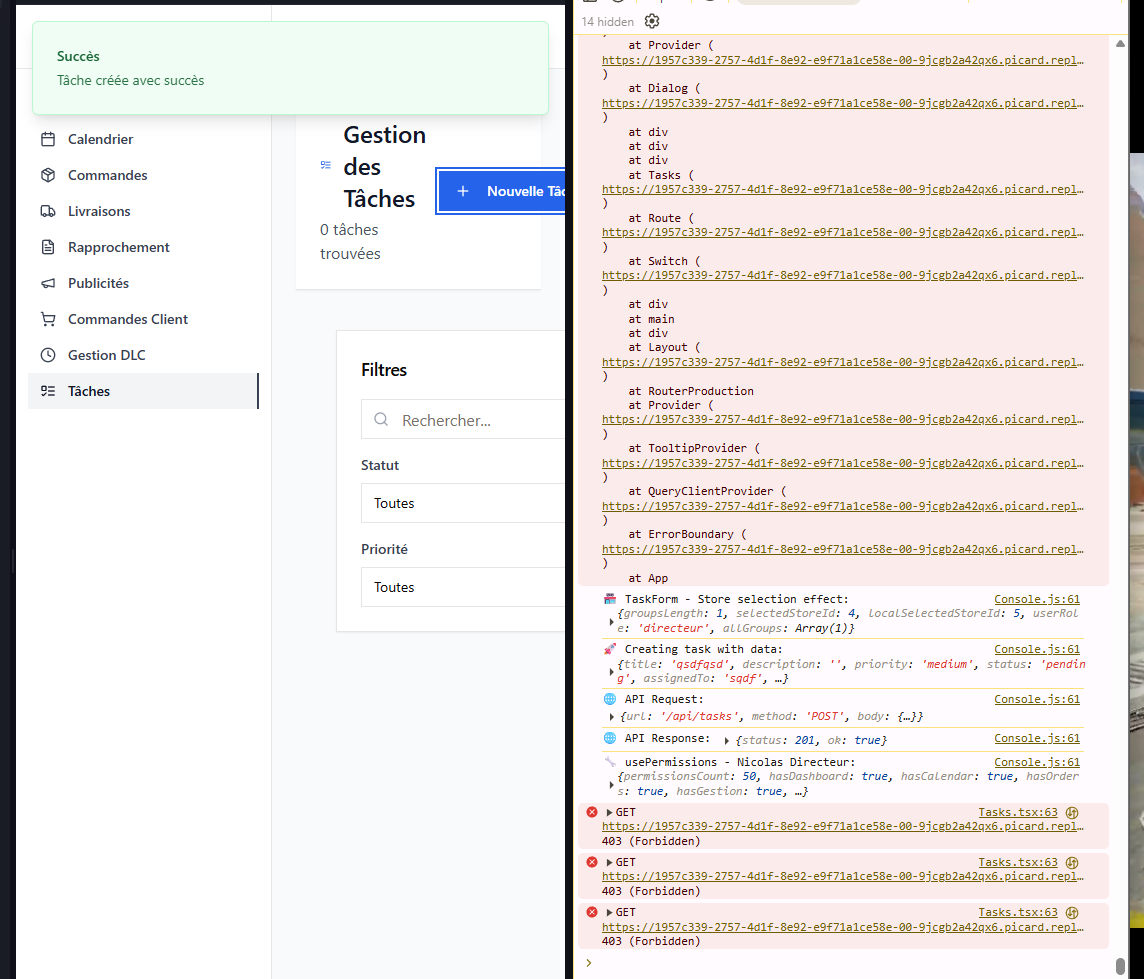 Succès
Tâche créée avec succès
Calendrier
Commandes
Livraisons
Rapprochement
Publicités
Commandes Client
Gestion DLC
Tâches
Gestion
des
Tâches
+ Nouvelle Tâc
0 tâches
trouvées
Filtres
Rechercher...
Statut
Toutes
Priorité
Toutes
14 hidden
)
at Provider (
https://1957c339-2757-4d1f-8e92-e9f71a1ce58e-00-9jcgb2a42qx6.picard.repl…
)
at Dialog (
https://1957c339-2757-4d1f-8e92-e9f71a1ce58e-00-9jcgb2a42qx6.picard.repl…
)
at div
at div
at div
at Tasks (
https://1957c339-2757-4d1f-8e92-e9f71a1ce58e-00-9jcgb2a42qx6.picard.repl…
)
at Route (
https://1957c339-2757-4d1f-8e92-e9f71a1ce58e-00-9jcgb2a42qx6.picard.repl…
)
at Switch (
https://1957c339-2757-4d1f-8e92-e9f71a1ce58e-00-9jcgb2a42qx6.picard.repl…
)
at div
at main
at div
at Layout (
https://1957c339-2757-4d1f-8e92-e9f71a1ce58e-00-9jcgb2a42qx6.picard.repl…
)
at RouterProduction
at Provider (
https://1957c339-2757-4d1f-8e92-e9f71a1ce58e-00-9jcgb2a42qx6.picard.repl…
)
at TooltipProvider (
https://1957c339-2757-4d1f-8e92-e9f71a1ce58e-00-9jcgb2a42qx6.picard.repl…
)
at QueryClientProvider (
https://1957c339-2757-4d1f-8e92-e9f71a1ce58e-00-9jcgb2a42qx6.picard.repl…
)
at ErrorBoundary (
https://1957c339-2757-4d1f-8e92-e9f71a1ce58e-00-9jcgb2a42qx6.picard.repl…
)
at App
🏪 TaskForm - Store selection effect: Console.js:61
{groupsLength: 1, selectedStoreId: 4, localSelectedStoreId: 5, userRol
e: 'directeur', allGroups: Array(1)}
🚀 Creating task with data: Console.js:61
{title: 'qsdfqsd', description: '', priority: 'medium', status: 'pendin
g', assignedTo: 'sqdf', …}
🌐 API Request: Console.js:61
{url: '/api/tasks', method: 'POST', body: {…}}
🌐 API Response: {status: 201, ok: true} Console.js:61
🔧 usePermissions - Nicolas Directeur: Console.js:61
{permissionsCount: 50, hasDashboard: true, hasCalendar: true, hasOrder
s: true, hasGestion: true, …}
GET Tasks.tsx:63
https://1957c339-2757-4d1f-8e92-e9f71a1ce58e-00-9jcgb2a42qx6.picard.repl…
403 (Forbidden)
GET Tasks.tsx:63
https://1957c339-2757-4d1f-8e92-e9f71a1ce58e-00-9jcgb2a42qx6.picard.repl…
403 (Forbidden)
GET Tasks.tsx:63
https://1957c339-2757-4d1f-8e92-e9f71a1ce58e-00-9jcgb2a42qx6.picard.repl…
403 (Forbidden)